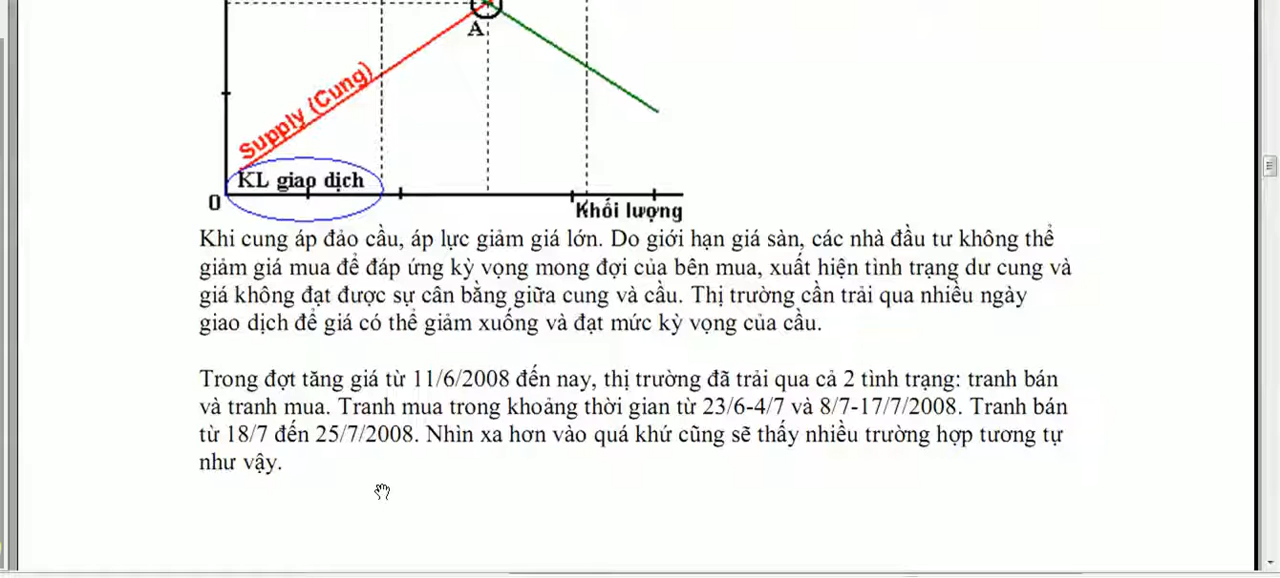 A
Supply (Cung)
KL giao dịch
0
Khối lượng
Khi cung áp đảo cầu, áp lực giảm giá lớn. Do giới hạn giá sàn, các nhà đầu tư không thể
giảm giá mua để đáp ứng kỳ vọng mong đợi của bên mua, xuất hiện tình trạng dư cung và
giá không đạt được sự cân bằng giữa cung và cầu. Thị trường cần trải qua nhiều ngày
giao dịch để giá có thể giảm xuống và đạt mức kỳ vọng của cầu.
Trong đợt tăng giá từ 11/6/2008 đến nay, thị trường đã trải qua cả 2 tình trạng: tranh bán
và tranh mua. Tranh mua trong khoảng thời gian từ 23/6-4/7 và 8/7-17/7/2008. Tranh bán
từ 18/7 đến 25/7/2008. Nhìn xa hơn vào quá khứ cũng sẽ thấy nhiều trường hợp tương tự
như vậy.